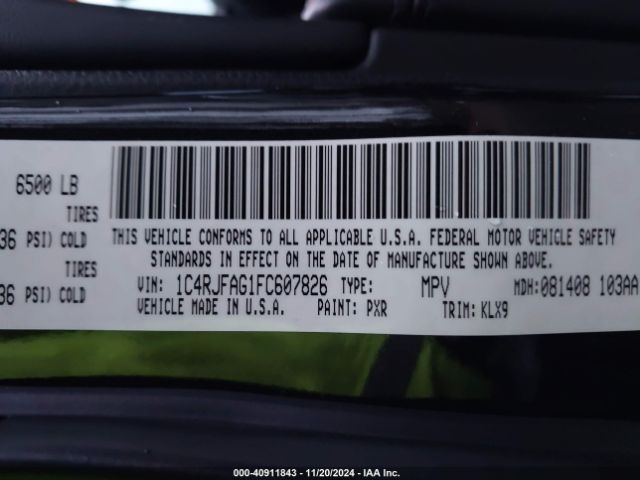 6500 LB
TIRES
36 PSI) COLD
TIRES
36 PSI) COLD
THIS VEHICLE CONFORMS TO ALL APPLICABLE U.S.A. FEDERAL MOTOR VEHICLE SAFETY
STANDARDS IN EFFECT ON THE DATE OF MANUFACTURE SHOWN ABOVE.
VIN: 1C4RJFAG1FC607826 TYPE: MPV MDH: 081408 103AA
VEHICLE MADE IN U.S.A. PAINT: PXR TRIM: KLX9
000-40911843 - 11/20/2024 - IAA Inc.